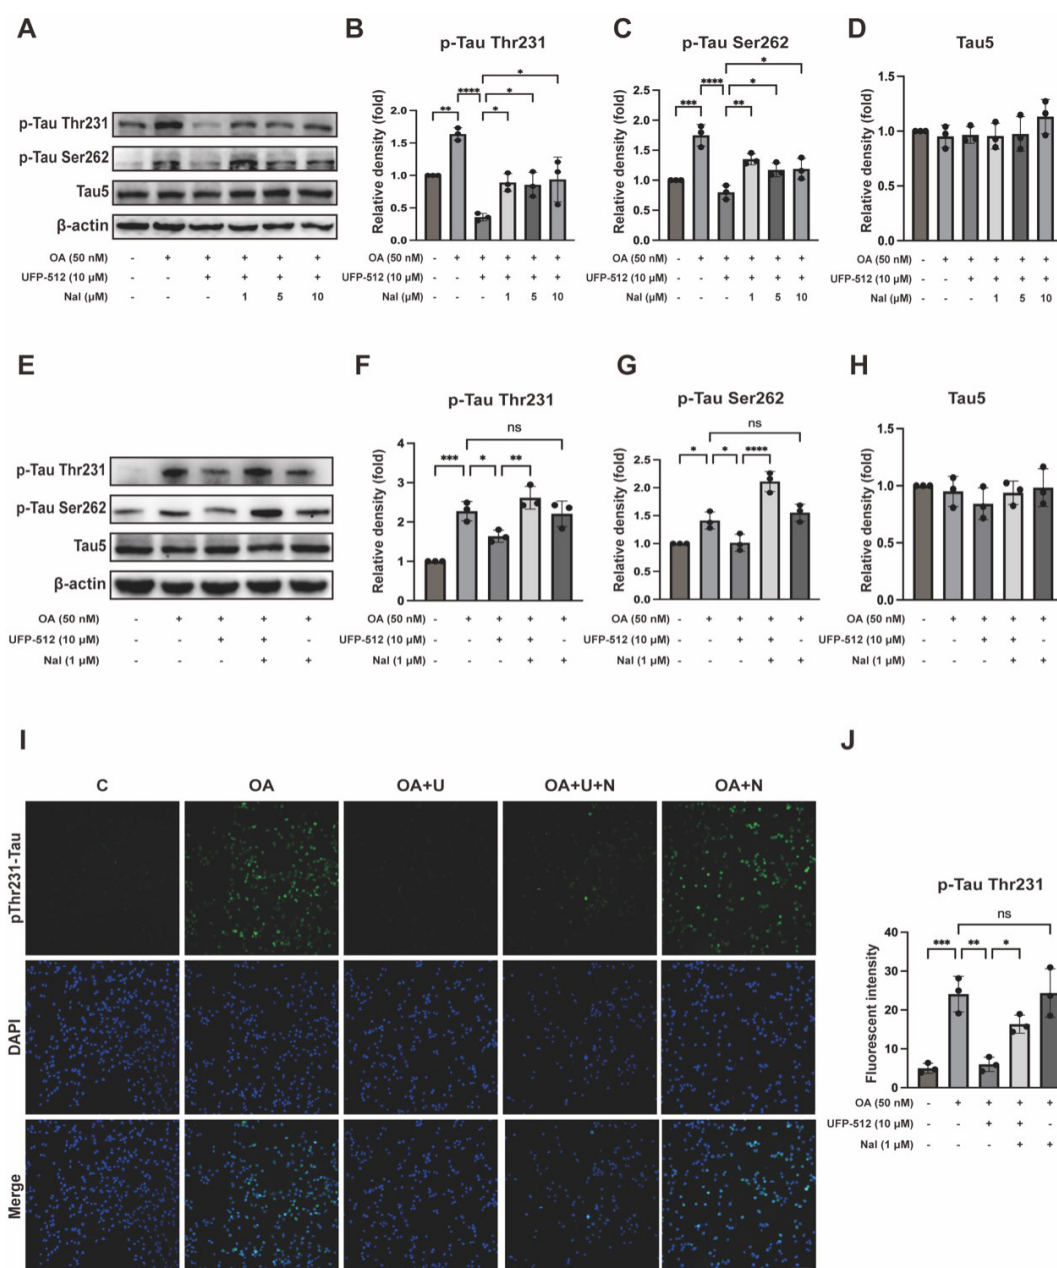 A
p-Tau Thr231
p-Tau Ser262
Tau5
β-actin
OA (50 nM) - + + + + +
UFP-512 (10 μM) - - + + + +
Nal (μM) - - - 1 5 10
B
p-Tau Thr231
**
****
*
*
*
Relative density (fold)
2.0
1.5
1.0
0.5
0.0
OA (50 nM) - + + + + +
UFP-512 (10 μM) - - + + + +
Nal (μM) - - - 1 5 10
C
p-Tau Ser262
***
****
**
*
*
Relative density (fold)
2.0
1.5
1.0
0.5
0.0
OA (50 nM) - + + + + +
UFP-512 (10 μM) - - + + + +
Nal (μM) - - - 1 5 10
D
Tau5
Relative density (fold)
1.5
1.0
0.5
0.0
OA (50 nM) - + + + + +
UFP-512 (10 μM) - - + + + +
Nal (μM) - - - 1 5 10
E
p-Tau Thr231
p-Tau Ser262
Tau5
β-actin
OA (50 nM) - + + + +
UFP-512 (10 μM) - - + + -
Nal (1 μM) - - - + +
F
p-Tau Thr231
ns
***
*
**
Relative density (fold)
4
3
2
1
0
OA (50 nM) - + + + +
UFP-512 (10 μM) - - + + -
Nal (1 μM) - - - + +
G
p-Tau Ser262
ns
*
*
****
Relative density (fold)
2.5
2.0
1.5
1.0
0.5
0.0
OA (50 nM) - + + + +
UFP-512 (10 μM) - - + + -
Nal (1 μM) - - - + +
H
Tau5
Relative density (fold)
1.5
1.0
0.5
0.0
OA (50 nM) - + + + +
UFP-512 (10 μM) - - + + -
Nal (1 μM) - - - + +
I
C OA OA+U OA+U+N OA+N
pThr231-Tau
DAPI
Merge
J
p-Tau Thr231
ns
***
**
*
Fluorescent intensity
40
30
20
10
0
OA (50 nM) - + + + +
UFP-512 (10 μM) - - + + -
Nal (1 μM) - - - + +